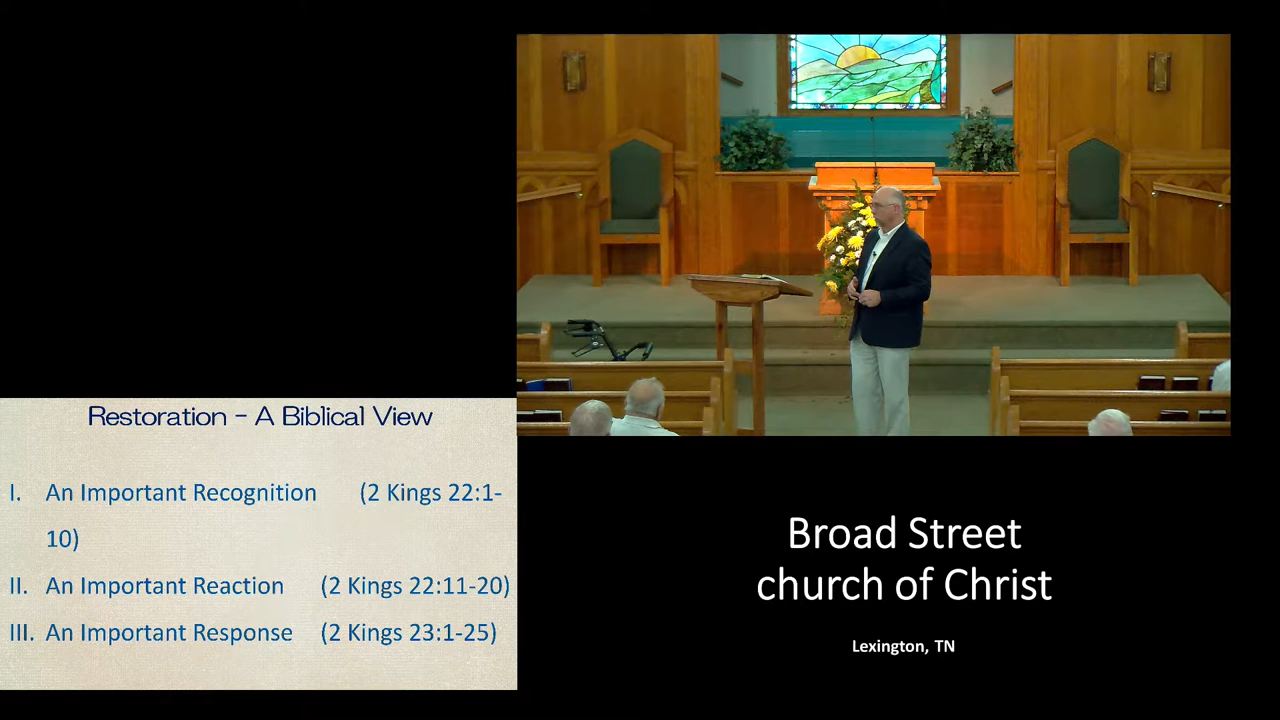 Restoration – A Biblical View
I. An Important Recognition (2 Kings 22:1-
10)
II. An Important Reaction (2 Kings 22:11-20)
III. An Important Response (2 Kings 23:1-25)
Broad Street
church of Christ
Lexington, TN